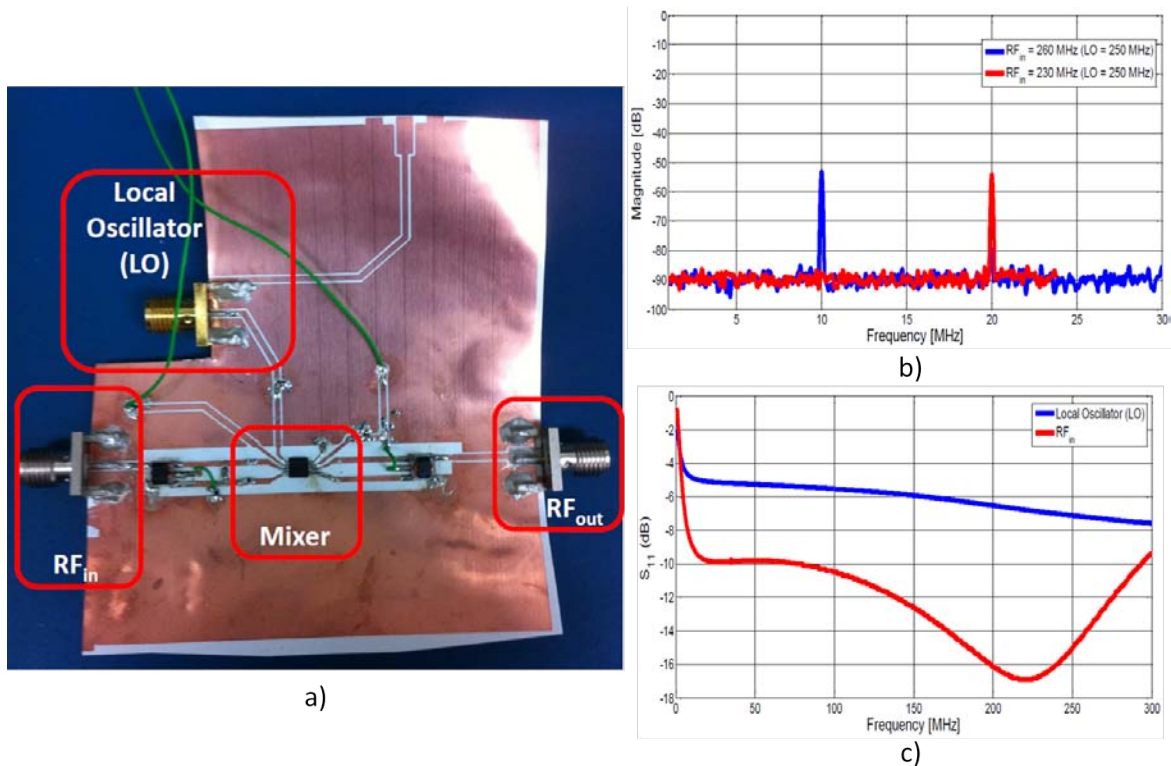 Local
Oscillator
(LO)
RFin
Mixer
RFout
a)
0
-10
-20
-30
-40
-50
-60
-70
-80
-90
-100
Magnitude [dB]
RFin = 260 MHz (LO = 250 MHz)
RFin = 230 MHz (LO = 250 MHz)
5
10
15
20
25
30
Frequency [MHz]
b)
0
-2
-4
-6
-8
-10
-12
-14
-16
-18
S11 (dB)
Local Oscillator (LO)
RFin
0
50
100
150
200
250
300
Frequency [MHz]
c)